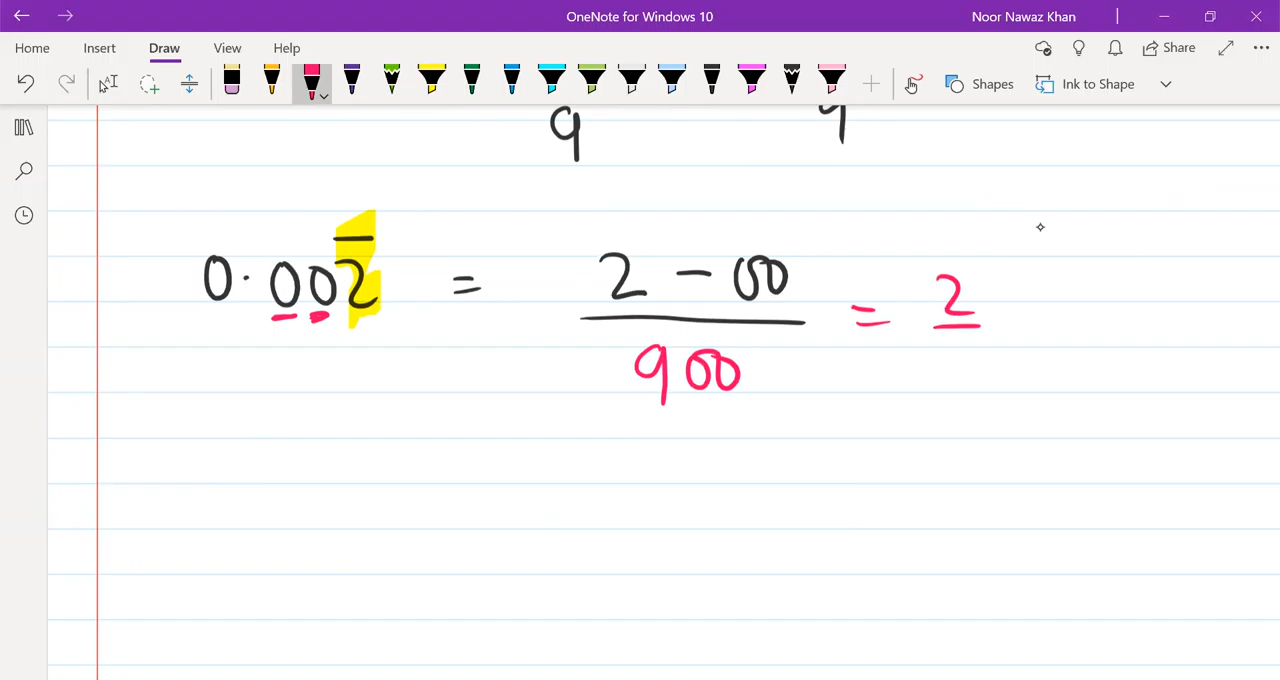 OneNote for Windows 10
Noor Nawaz Khan
Home Insert Draw View Help
Share
Shapes
Ink to Shape
9 9
0.002̅ = 2 - 00 = 2
900